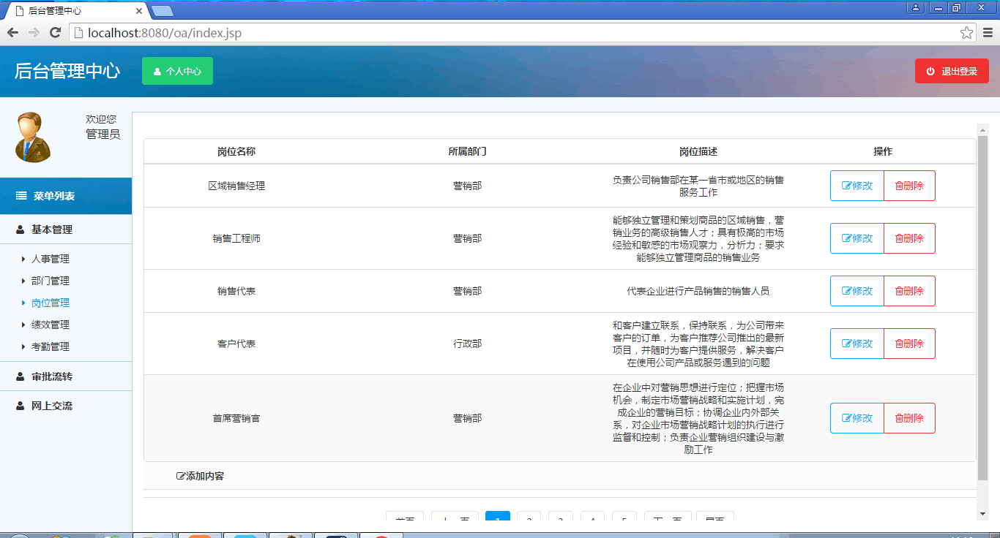 后台管理中心
localhost:8080/oa/index.jsp
后台管理中心 个人中心 退出登录
欢迎您
管理员
菜单列表
基本管理
人事管理
部门管理
岗位管理
绩效管理
考勤管理
审批流转
网上交流
岗位名称 所属部门 岗位描述 操作
区域销售经理 营销部 负责公司销售部在某一省市或地区的销售
服务工作
修改 删除
销售工程师 营销部 能够独立管理和策划商品的区域销售，营
销业务的高级销售人才；具有极高的市场
经验和敏感的市场观察力，分析力；要求
能够独立管理商品的销售业务
修改 删除
销售代表 营销部 代表企业进行产品销售的销售人员 修改 删除
客户代表 行政部 和客户建立联系，保持联系，为公司带来
客户的订单，为客户推荐公司推出的最新
项目，并随时为客户提供服务，解决客户
在使用公司产品或服务遇到的问题
修改 删除
首席营销官 营销部 在企业中对营销思想进行定位；把握市场
机会，制定市场营销战略和实施计划，完
成企业的营销目标；协调企业内外部关
系，对企业市场营销战略计划的执行进行
监督和控制；负责企业营销组织建设与激
励工作
修改 删除
添加内容
首页 上一页 1 2 3 4 5 下一页 尾页